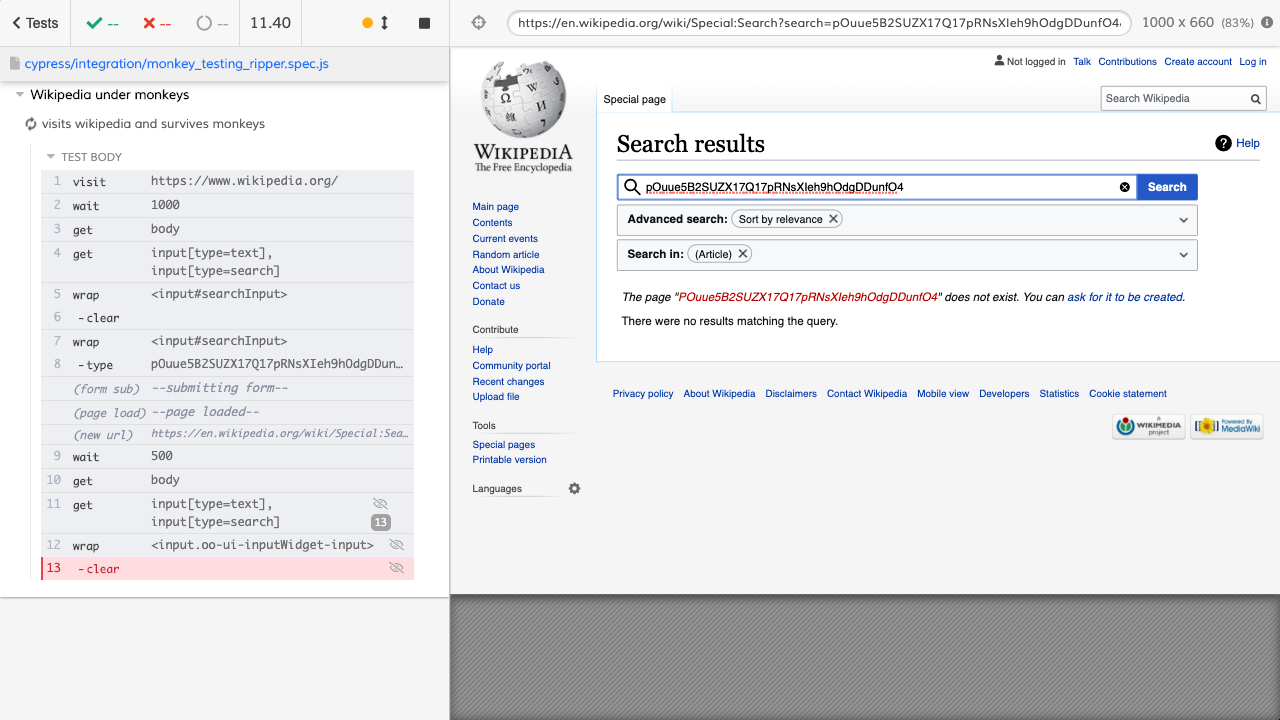 Tests
--
--
--
11.40
https://en.wikipedia.org/wiki/Special:Search?search=pOuue5B2SUZX17Q17pRNsXIeh9hOdgDDunfO4
1000 x 660 (83%)
cypress/integration/monkey_testing_ripper.spec.js
Wikipedia under monkeys
visits wikipedia and survives monkeys
TEST BODY
1 visit https://www.wikipedia.org/
2 wait 1000
3 get body
4 get input[type=text],
input[type=search]
5 wrap <input#searchInput>
6 -clear
7 wrap <input#searchInput>
8 -type pOuue5B2SUZX17Q17pRNsXIeh9hOdgDDun…
(form sub) --submitting form--
(page load) --page loaded--
(new url) https://en.wikipedia.org/wiki/Special:Sea…
9 wait 500
10 get body
11 get input[type=text],
input[type=search] 13
12 wrap <input.oo-ui-inputWidget-input>
13 -clear
Not logged in Talk Contributions Create account Log in
Special page
Search Wikipedia
WIKIPEDIA
The Free Encyclopedia
Main page
Contents
Current events
Random article
About Wikipedia
Contact us
Donate
Contribute
Help
Community portal
Recent changes
Upload file
Tools
Special pages
Printable version
Languages
Search results
Help
pOuue5B2SUZX17Q17pRNsXIeh9hOdgDDunfO4
Search
Advanced search: Sort by relevance
Search in: (Article)
The page "POuue5B2SUZX17Q17pRNsXIeh9hOdgDDunfO4" does not exist. You can ask for it to be created.
There were no results matching the query.
Privacy policy About Wikipedia Disclaimers Contact Wikipedia Mobile view Developers Statistics Cookie statement
A
WIKIMEDIA
project
Powered By
MediaWiki